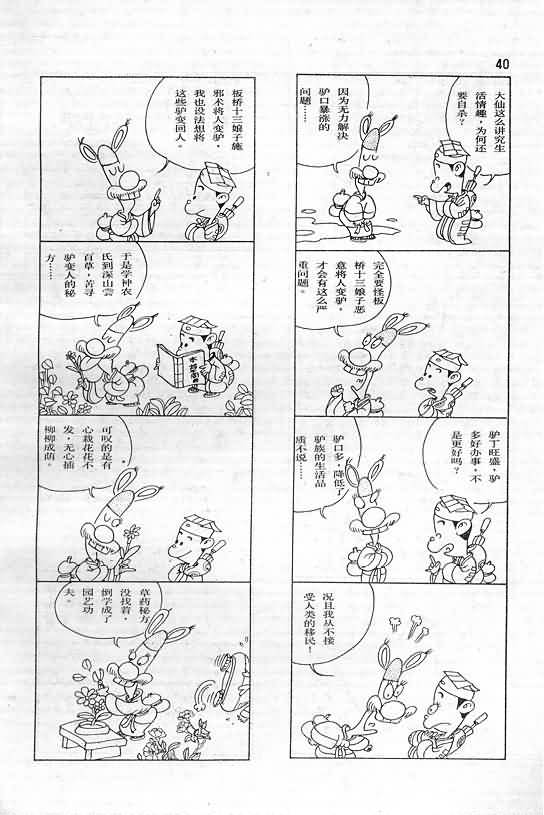 40
大仙这么讲究生
活情趣，为何还
要自杀？
因为无力解决
驴口暴涨的
问题……
完全要怪板
桥十三娘子恶
意将人变驴，
才会有这么严
重问题。
驴丁旺盛，驴
多好办事，不
是更好吗？
驴口多，降低了
驴族的生活品
质不说……
况且我从不接
受人类的移民！
板桥十三娘子施
邪术将人变驴，
我也设法想将
这些驴变回人。
于是学神农
氏到深山尝
百草，苦寻
驴变人的秘
方……
可叹的是有
心栽花花不
发，无心插
柳柳成荫。
草药秘方
没找着，
倒学成了
园艺功
夫。